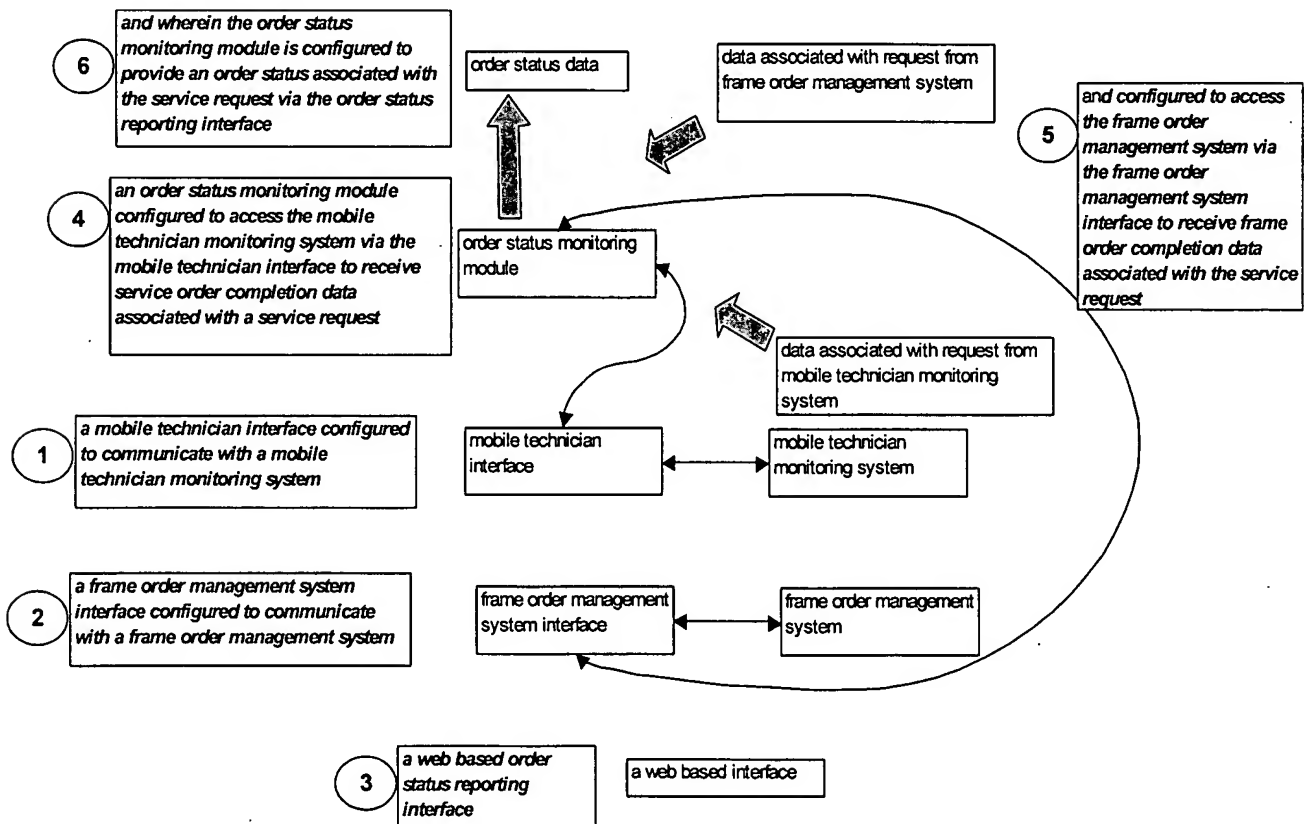 6
and wherein the order status
monitoring module is configured to
provide an order status associated with
the service request via the order status
reporting interface
order status data
data associated with request from
frame order management system
5
and configured to access
the frame order
management system via
the frame order
management system
interface to receive frame
order completion data
associated with the service
request
4
an order status monitoring module
configured to access the mobile
technician monitoring system via the
mobile technician interface to receive
service order completion data
associated with a service request
order status monitoring
module
data associated with request from
mobile technician monitoring
system
1
a mobile technician interface configured
to communicate with a mobile
technician monitoring system
mobile technician
interface
mobile technician
monitoring system
2
a frame order management system
interface configured to communicate
with a frame order management system
frame order management
system interface
frame order management
system
3
a web based order
status reporting
interface
a web based interface